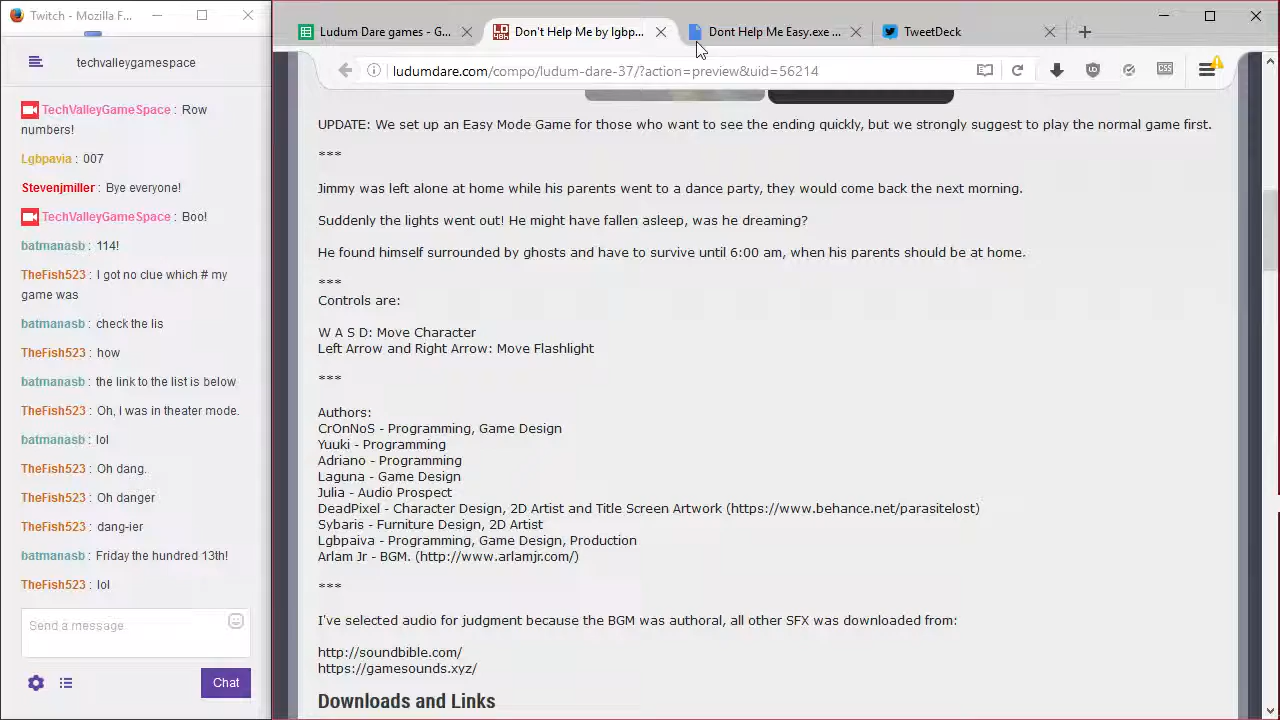 Twitch - Mozilla F...
techvalleygamespace
TechValleyGameSpace : Row
numbers!
Lgbpavia : 007
Stevenjmiller : Bye everyone!
TechValleyGameSpace : Boo!
batmanasb : 114!
TheFish523 : I got no clue which # my
game was
batmanasb : check the lis
TheFish523 : how
batmanasb : the link to the list is below
TheFish523 : Oh, I was in theater mode.
batmanasb : lol
TheFish523 : Oh dang.
TheFish523 : Oh danger
TheFish523 : dang-ier
batmanasb : Friday the hundred 13th!
TheFish523 : lol
Send a message
Chat
Ludum Dare games - G...
LD
Don't Help Me by lgbp...
Dont Help Me Easy.exe ...
TweetDeck
ludumdare.com/compo/ludum-dare-37/?action=preview&uid=56214
CSS
UPDATE: We set up an Easy Mode Game for those who want to see the ending quickly, but we strongly suggest to play the normal game first.
***
Jimmy was left alone at home while his parents went to a dance party, they would come back the next morning.
Suddenly the lights went out! He might have fallen asleep, was he dreaming?
He found himself surrounded by ghosts and have to survive until 6:00 am, when his parents should be at home.
***
Controls are:
W A S D: Move Character
Left Arrow and Right Arrow: Move Flashlight
***
Authors:
CrOnNoS - Programming, Game Design
Yuuki - Programming
Adriano - Programming
Laguna - Game Design
Julia - Audio Prospect
DeadPixel - Character Design, 2D Artist and Title Screen Artwork (https://www.behance.net/parasitelost)
Sybaris - Furniture Design, 2D Artist
Lgbpaiva - Programming, Game Design, Production
Arlam Jr - BGM. (http://www.arlamjr.com/)
***
I've selected audio for judgment because the BGM was authoral, all other SFX was downloaded from:
http://soundbible.com/
https://gamesounds.xyz/
Downloads and Links